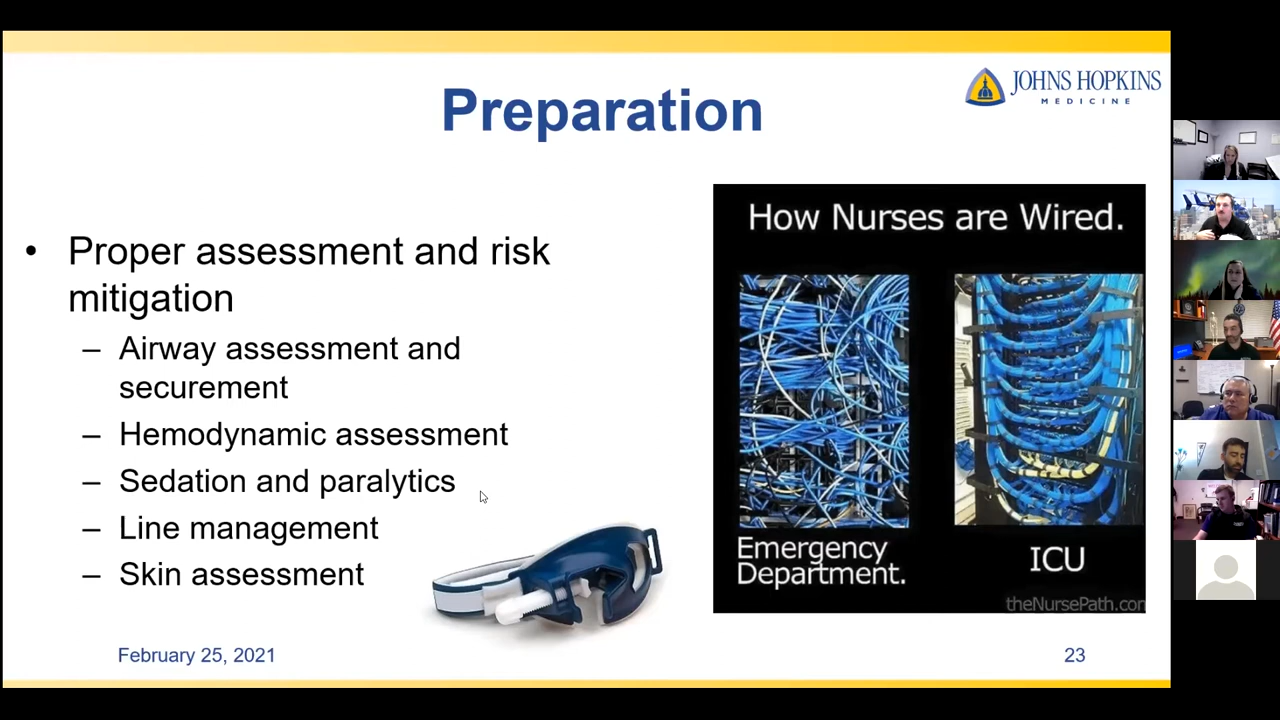 Preparation
JOHNS HOPKINS
MEDICINE
• Proper assessment and risk
mitigation
– Airway assessment and
securement
– Hemodynamic assessment
– Sedation and paralytics
– Line management
– Skin assessment
How Nurses are Wired.
Emergency
Department.
ICU
theNursePath.com
February 25, 2021
23